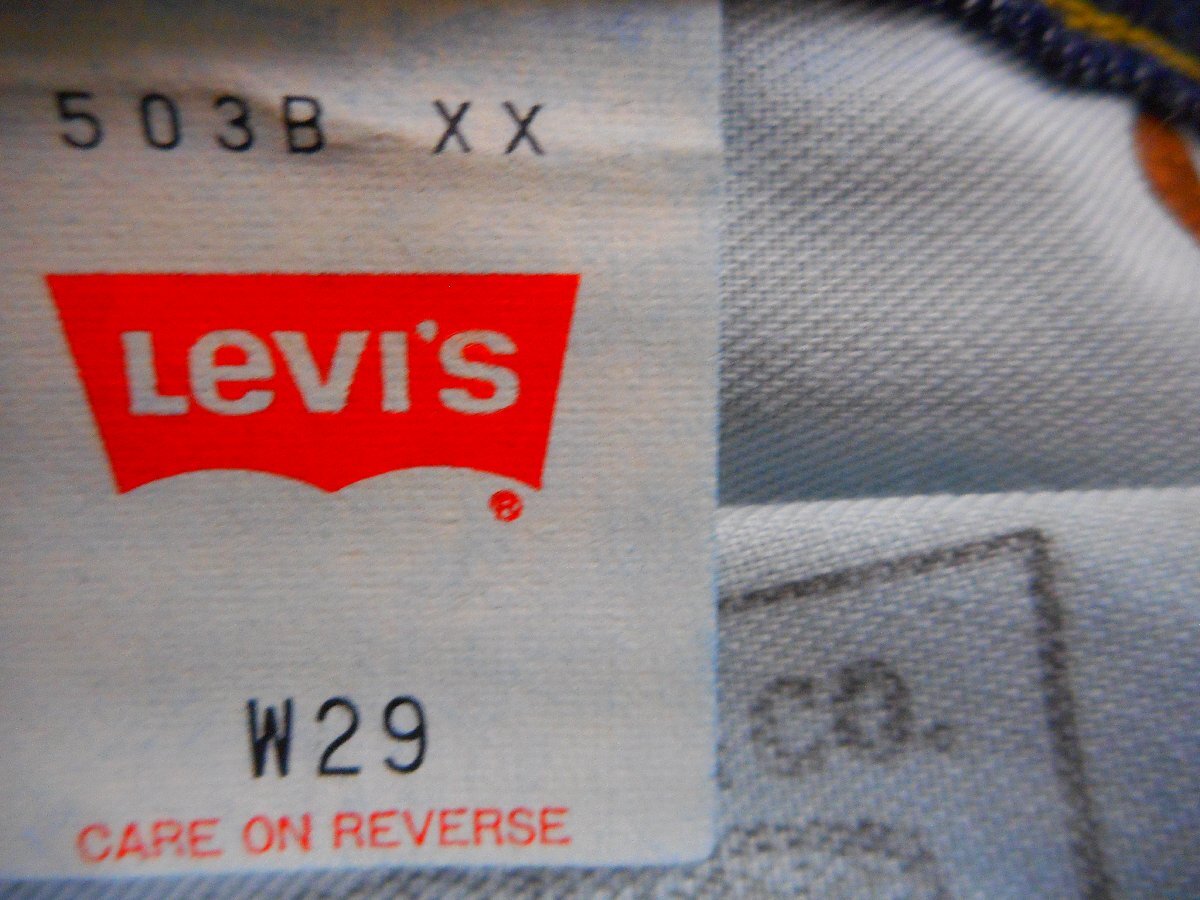 503B XX
Levi's
®
W29
CARE ON REVERSE
CO.